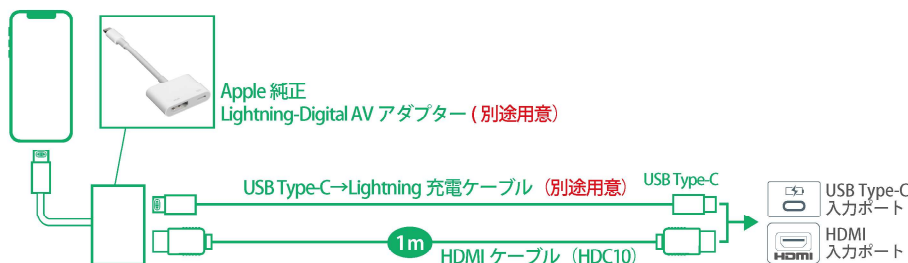 Apple 純正
Lightning-Digital AV アダプター ( 別途用意）
USB Type-C→Lightning 充電ケーブル （別途用意）
USB Type-C
1m
HDMI ケーブル（HDC10）
USB Type-C
入力ポート
HDMI
HDMI
入力ポート